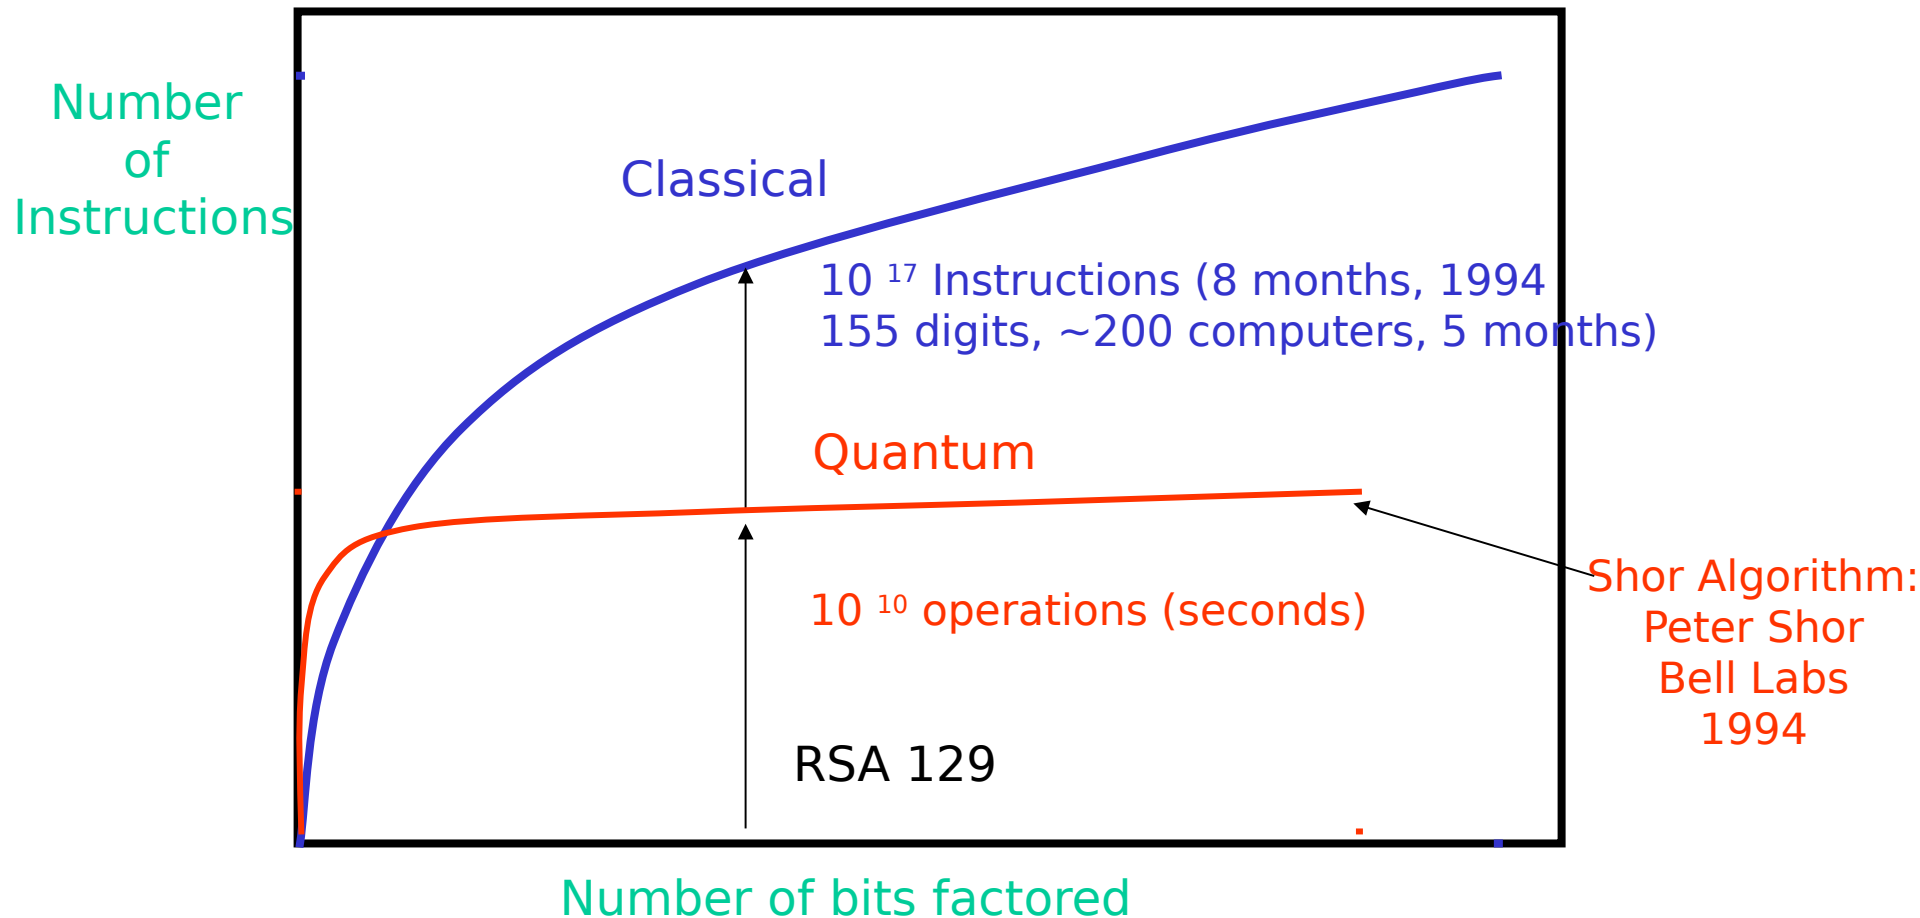 Number
of
Instructions
Classical
10 17 Instructions (8 months, 1994
155 digits, ~200 computers, 5 months)
Quantum
10 10 operations (seconds)
Shor Algorithm:
Peter Shor
Bell Labs
1994
RSA 129
Number of bits factored